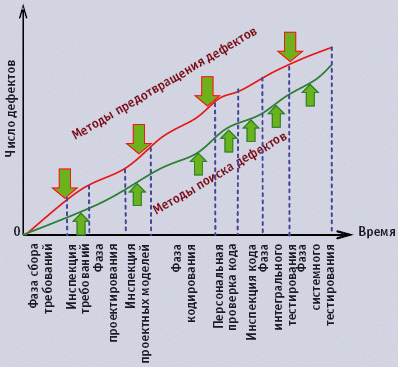 Число дефектов
Методы предотвращения дефектов
Методы поиска дефектов
0
Время
Фаза сбора
требований
Инспекция
требований
Фаза
проектирования
Инспекция
проектных моделей
Фаза
кодирования
Персональная
проверка кода
Инспекция кода
Фаза
интегрального
тестирования
Фаза
системного
тестирования